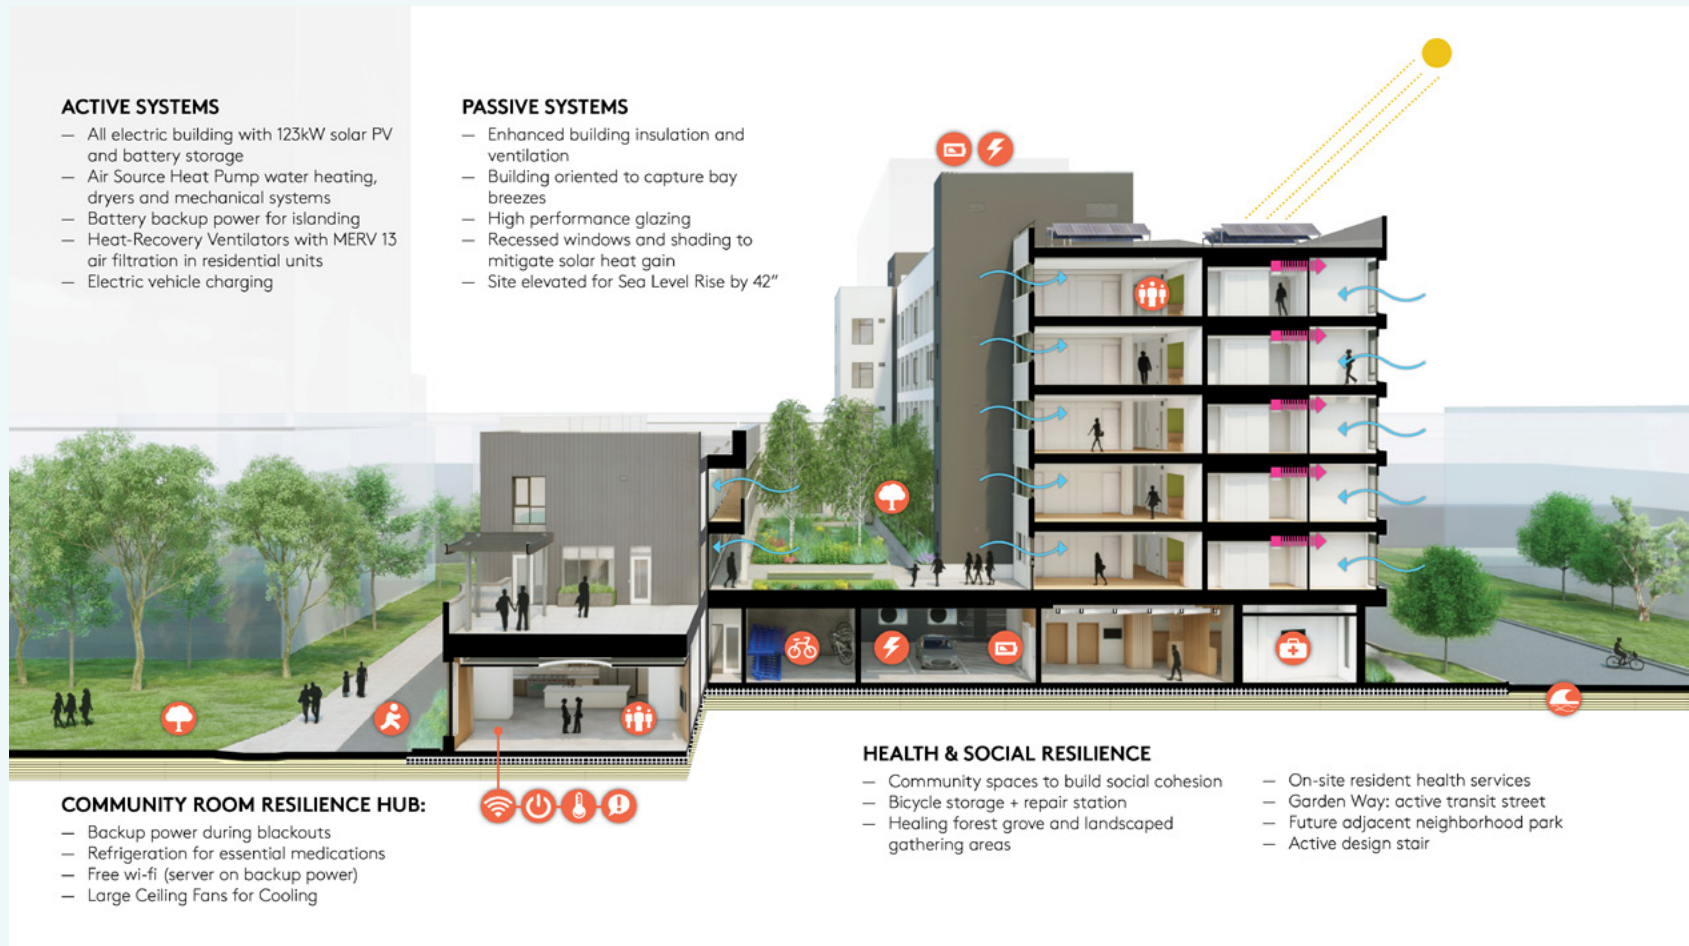 ACTIVE SYSTEMS
— All electric building with 123kW solar PV
and battery storage
— Air Source Heat Pump water heating,
dryers and mechanical systems
— Battery backup power for islanding
— Heat-Recovery Ventilators with MERV 13
air filtration in residential units
— Electric vehicle charging
PASSIVE SYSTEMS
— Enhanced building insulation and
ventilation
— Building oriented to capture bay
breezes
— High performance glazing
— Recessed windows and shading to
mitigate solar heat gain
— Site elevated for Sea Level Rise by 42”
COMMUNITY ROOM RESILIENCE HUB:
— Backup power during blackouts
— Refrigeration for essential medications
— Free wi-fi (server on backup power)
— Large Ceiling Fans for Cooling
HEALTH & SOCIAL RESILIENCE
— Community spaces to build social cohesion
— Bicycle storage + repair station
— Healing forest grove and landscaped
gathering areas
— On-site resident health services
— Garden Way: active transit street
— Future adjacent neighborhood park
— Active design stair